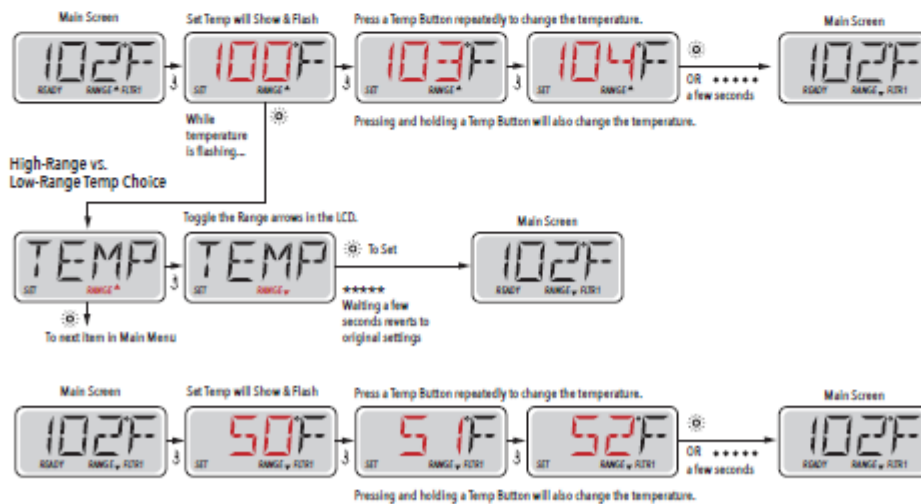 Main Screen
Set Temp will Show & Flash
Press a Temp Button repeatedly to change the temperature.
Main Screen
102°F
READY RANGE FLTR1
100°F
SET RANGE
103°F
SET RANGE
104°F
SET RANGE
OR *****
a few seconds
102°F
READY RANGE FLTR1
While
temperature
is flashing...
Pressing and holding a Temp Button will also change the temperature.
High-Range vs.
Low-Range Temp Choice
Toggle the Range arrows in the LCD.
Main Screen
TEMP
SET RANGE
TEMP
SET RANGE
To Set
*****
Waiting a few
seconds reverts to
original settings
102°F
READY RANGE FLTR1
To next item in Main Menu
Main Screen
Set Temp will Show & Flash
Press a Temp Button repeatedly to change the temperature.
Main Screen
102°F
READY RANGE FLTR1
50°F
SET RANGE FLTR1
51°F
SET RANGE FLTR1
52°F
SET RANGE FLTR1
OR *****
a few seconds
102°F
READY RANGE FLTR1
Pressing and holding a Temp Button will also change the temperature.